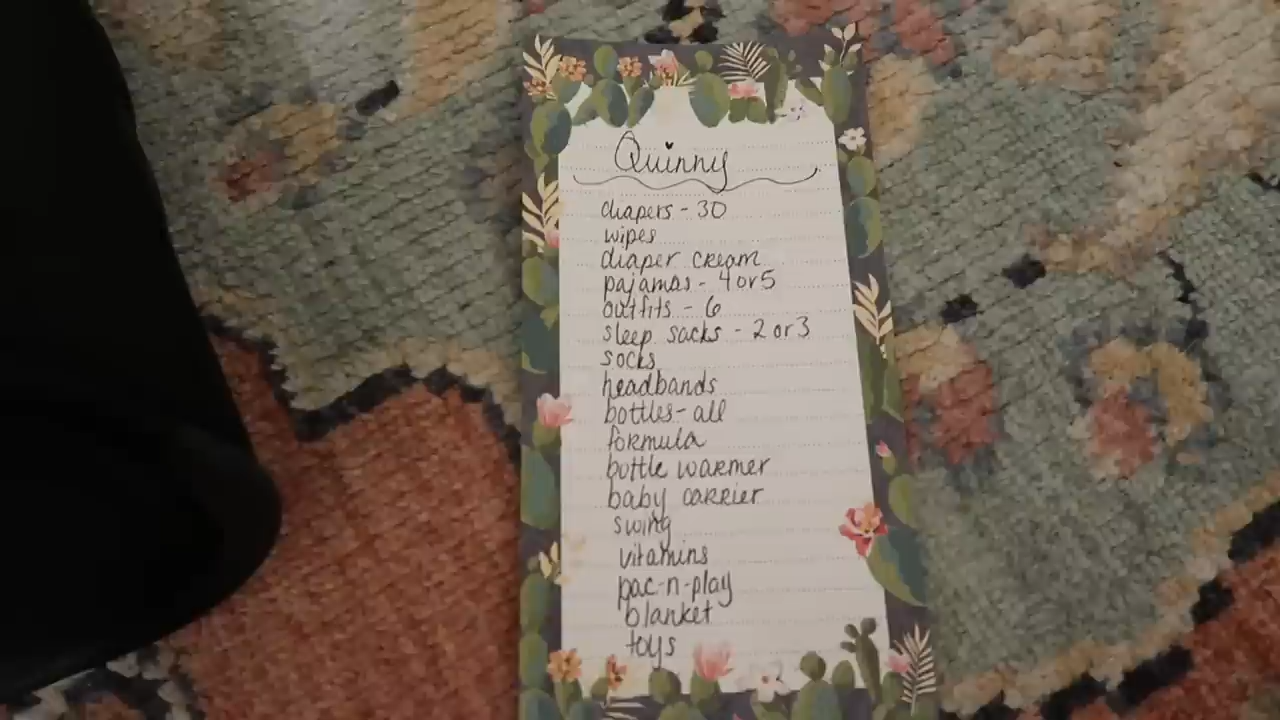 Quinny
diapers - 30
wipes
diaper cream
pajamas - 4 or 5
outfits - 6
sleep sacks - 2 or 3
socks
headbands
bottles - all
formula
bottle warmer
baby carrier
swing
vitamins
pac-n-play
blanket
toys